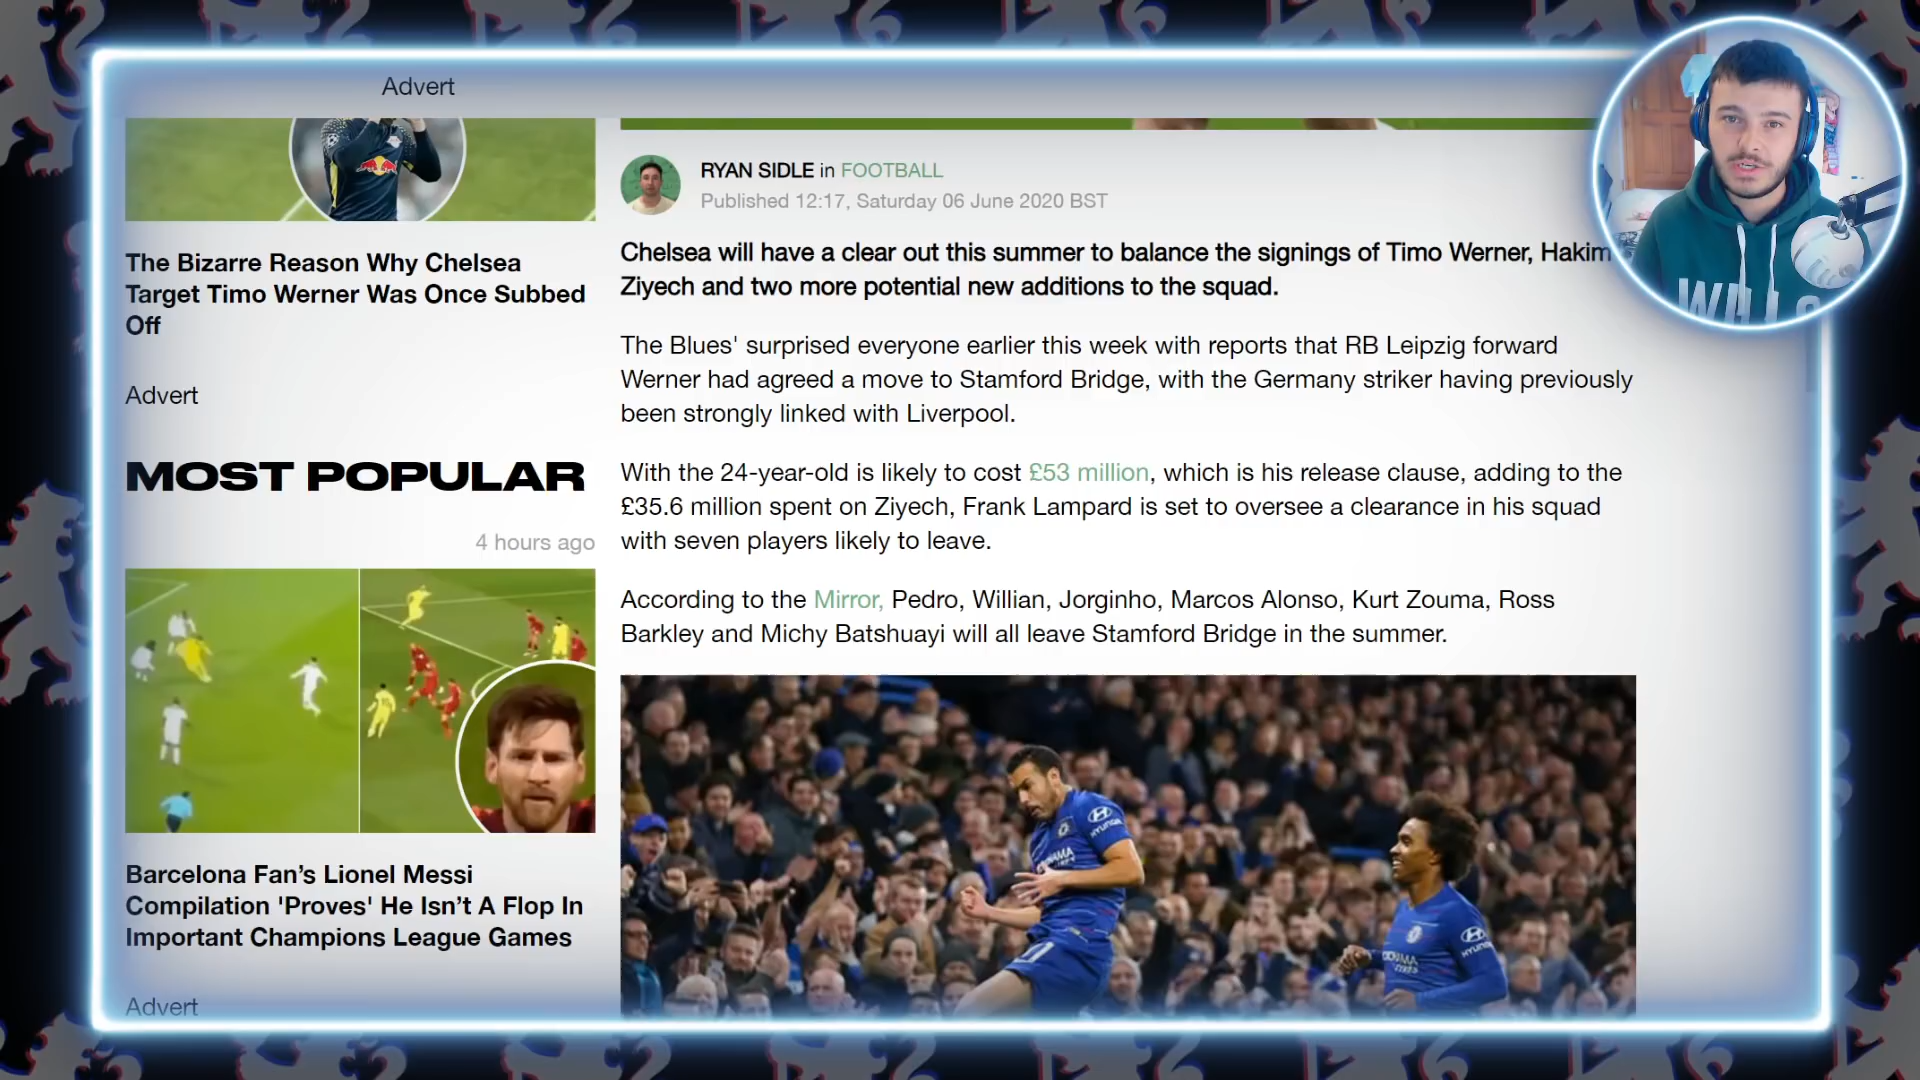 Advert
The Bizarre Reason Why Chelsea
Target Timo Werner Was Once Subbed
Off
Advert
MOST POPULAR
4 hours ago
Barcelona Fan's Lionel Messi
Compilation 'Proves' He Isn't A Flop In
Important Champions League Games
Advert
RYAN SIDLE in FOOTBALL
Published 12:17, Saturday 06 June 2020 BST
Chelsea will have a clear out this summer to balance the signings of Timo Werner, Hakim
Ziyech and two more potential new additions to the squad.
The Blues' surprised everyone earlier this week with reports that RB Leipzig forward
Werner had agreed a move to Stamford Bridge, with the Germany striker having previously
been strongly linked with Liverpool.
With the 24-year-old is likely to cost £53 million, which is his release clause, adding to the
£35.6 million spent on Ziyech, Frank Lampard is set to oversee a clearance in his squad
with seven players likely to leave.
According to the Mirror, Pedro, Willian, Jorginho, Marcos Alonso, Kurt Zouma, Ross
Barkley and Michy Batshuayi will all leave Stamford Bridge in the summer.
HYUNDAI